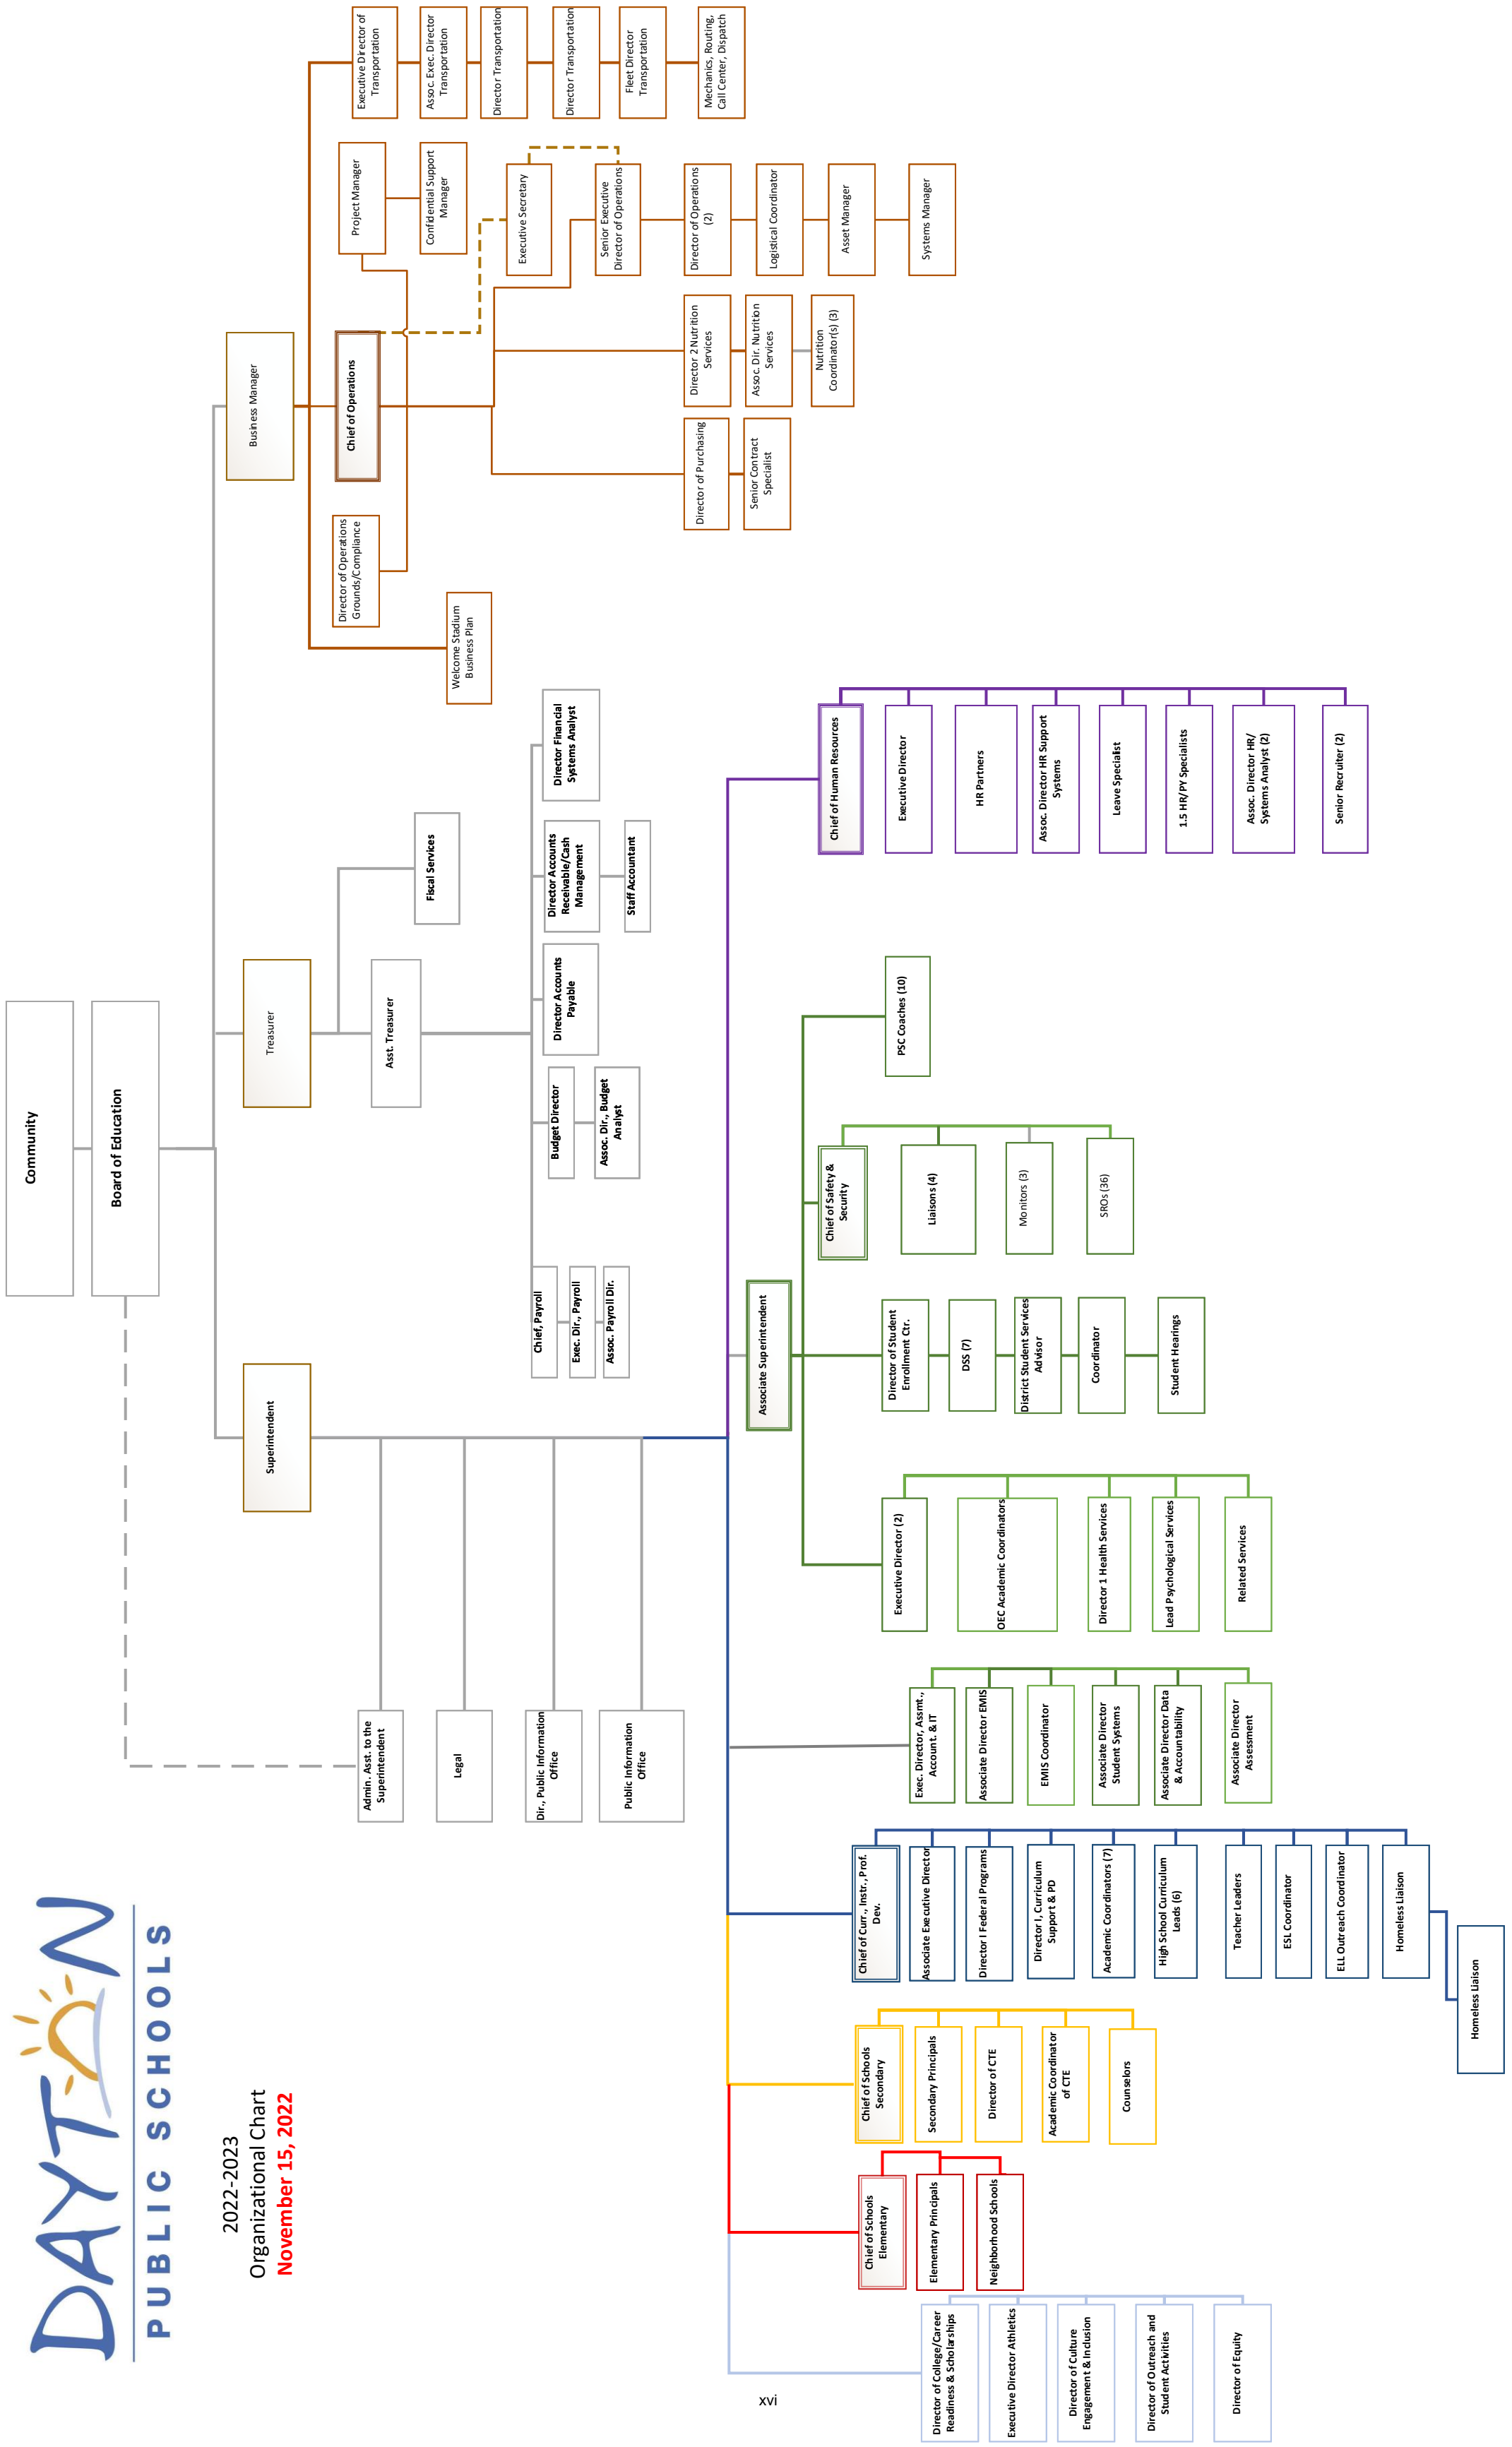 DAYTON
PUBLIC SCHOOLS
2022-2023
Organizational Chart
November 15, 2022
Community
Board of Education
Superintendent
Treasurer
Business Manager
Admin. Asst. to the
Superintendent
Legal
Dir., Public Information
Office
Public Information
Office
Asst. Treasurer
Fiscal Services
Chief, Payroll
Exec. Dir., Payroll
Assoc. Payroll Dir.
Budget Director
Assoc. Dir., Budget
Analyst
Director Accounts
Payable
Director Accounts
Receivable/Cash
Management
Staff Accountant
Director Financial
Systems Analyst
Welcome Stadium
Business Plan
Director of Operations
Grounds/Compliance
Chief of Operations
Project Manager
Confidential Support
Manager
Executive Director of
Transportation
Assoc. Exec. Director
Transportation
Director Transportation
Director Transportation
Fleet Director
Transportation
Mechanics, Routing,
Call Center, Dispatch
Executive Secretary
Senior Executive
Director of Operations
Director of Operations
(2)
Logistical Coordinator
Asset Manager
Systems Manager
Director 2 Nutrition
Services
Assoc. Dir. Nutrition
Services
Nutrition
Coordinator(s) (3)
Director of Purchasing
Senior Contract
Specialist
Director of College/Career
Readiness & Scholarships
Executive Director Athletics
Director of Culture
Engagement & Inclusion
Director of Outreach and
Student Activities
Director of Equity
Chief of Schools
Elementary
Elementary Principals
Neighborhood Schools
Chief of Schools
Secondary
Secondary Principals
Director of CTE
Academic Coordinator
of CTE
Counselors
Chief of Curr., Instr., Prof.
Dev.
Associate Executive Director
Director I Federal Programs
Director I, Curriculum
Support & PD
Academic Coordinators (7)
High School Curriculum
Leads (6)
Teacher Leaders
ESL Coordinator
ELL Outreach Coordinator
Homeless Liaison
Homeless Liaison
Exec. Director, Assmt.,
Account. & IT
Associate Director EMIS
EMIS Coordinator
Associate Director
Student Systems
Associate Director Data
& Accountability
Associate Director
Assessment
Associate Superintendent
Executive Director (2)
OEC Academic Coordinators
Director 1 Health Services
Lead Psychological Services
Related Services
Director of Student
Enrollment Ctr.
DSS (7)
District Student Services
Advisor
Coordinator
Student Hearings
Chief of Safety &
Security
Liaisons (4)
Monitors (3)
SROs (36)
PSC Coaches (10)
Chief of Human Resources
Executive Director
HR Partners
Assoc. Director HR Support
Systems
Leave Specialist
1.5 HR/PY Specialists
Assoc. Director HR/
Systems Analyst (2)
Senior Recruiter (2)
xvi